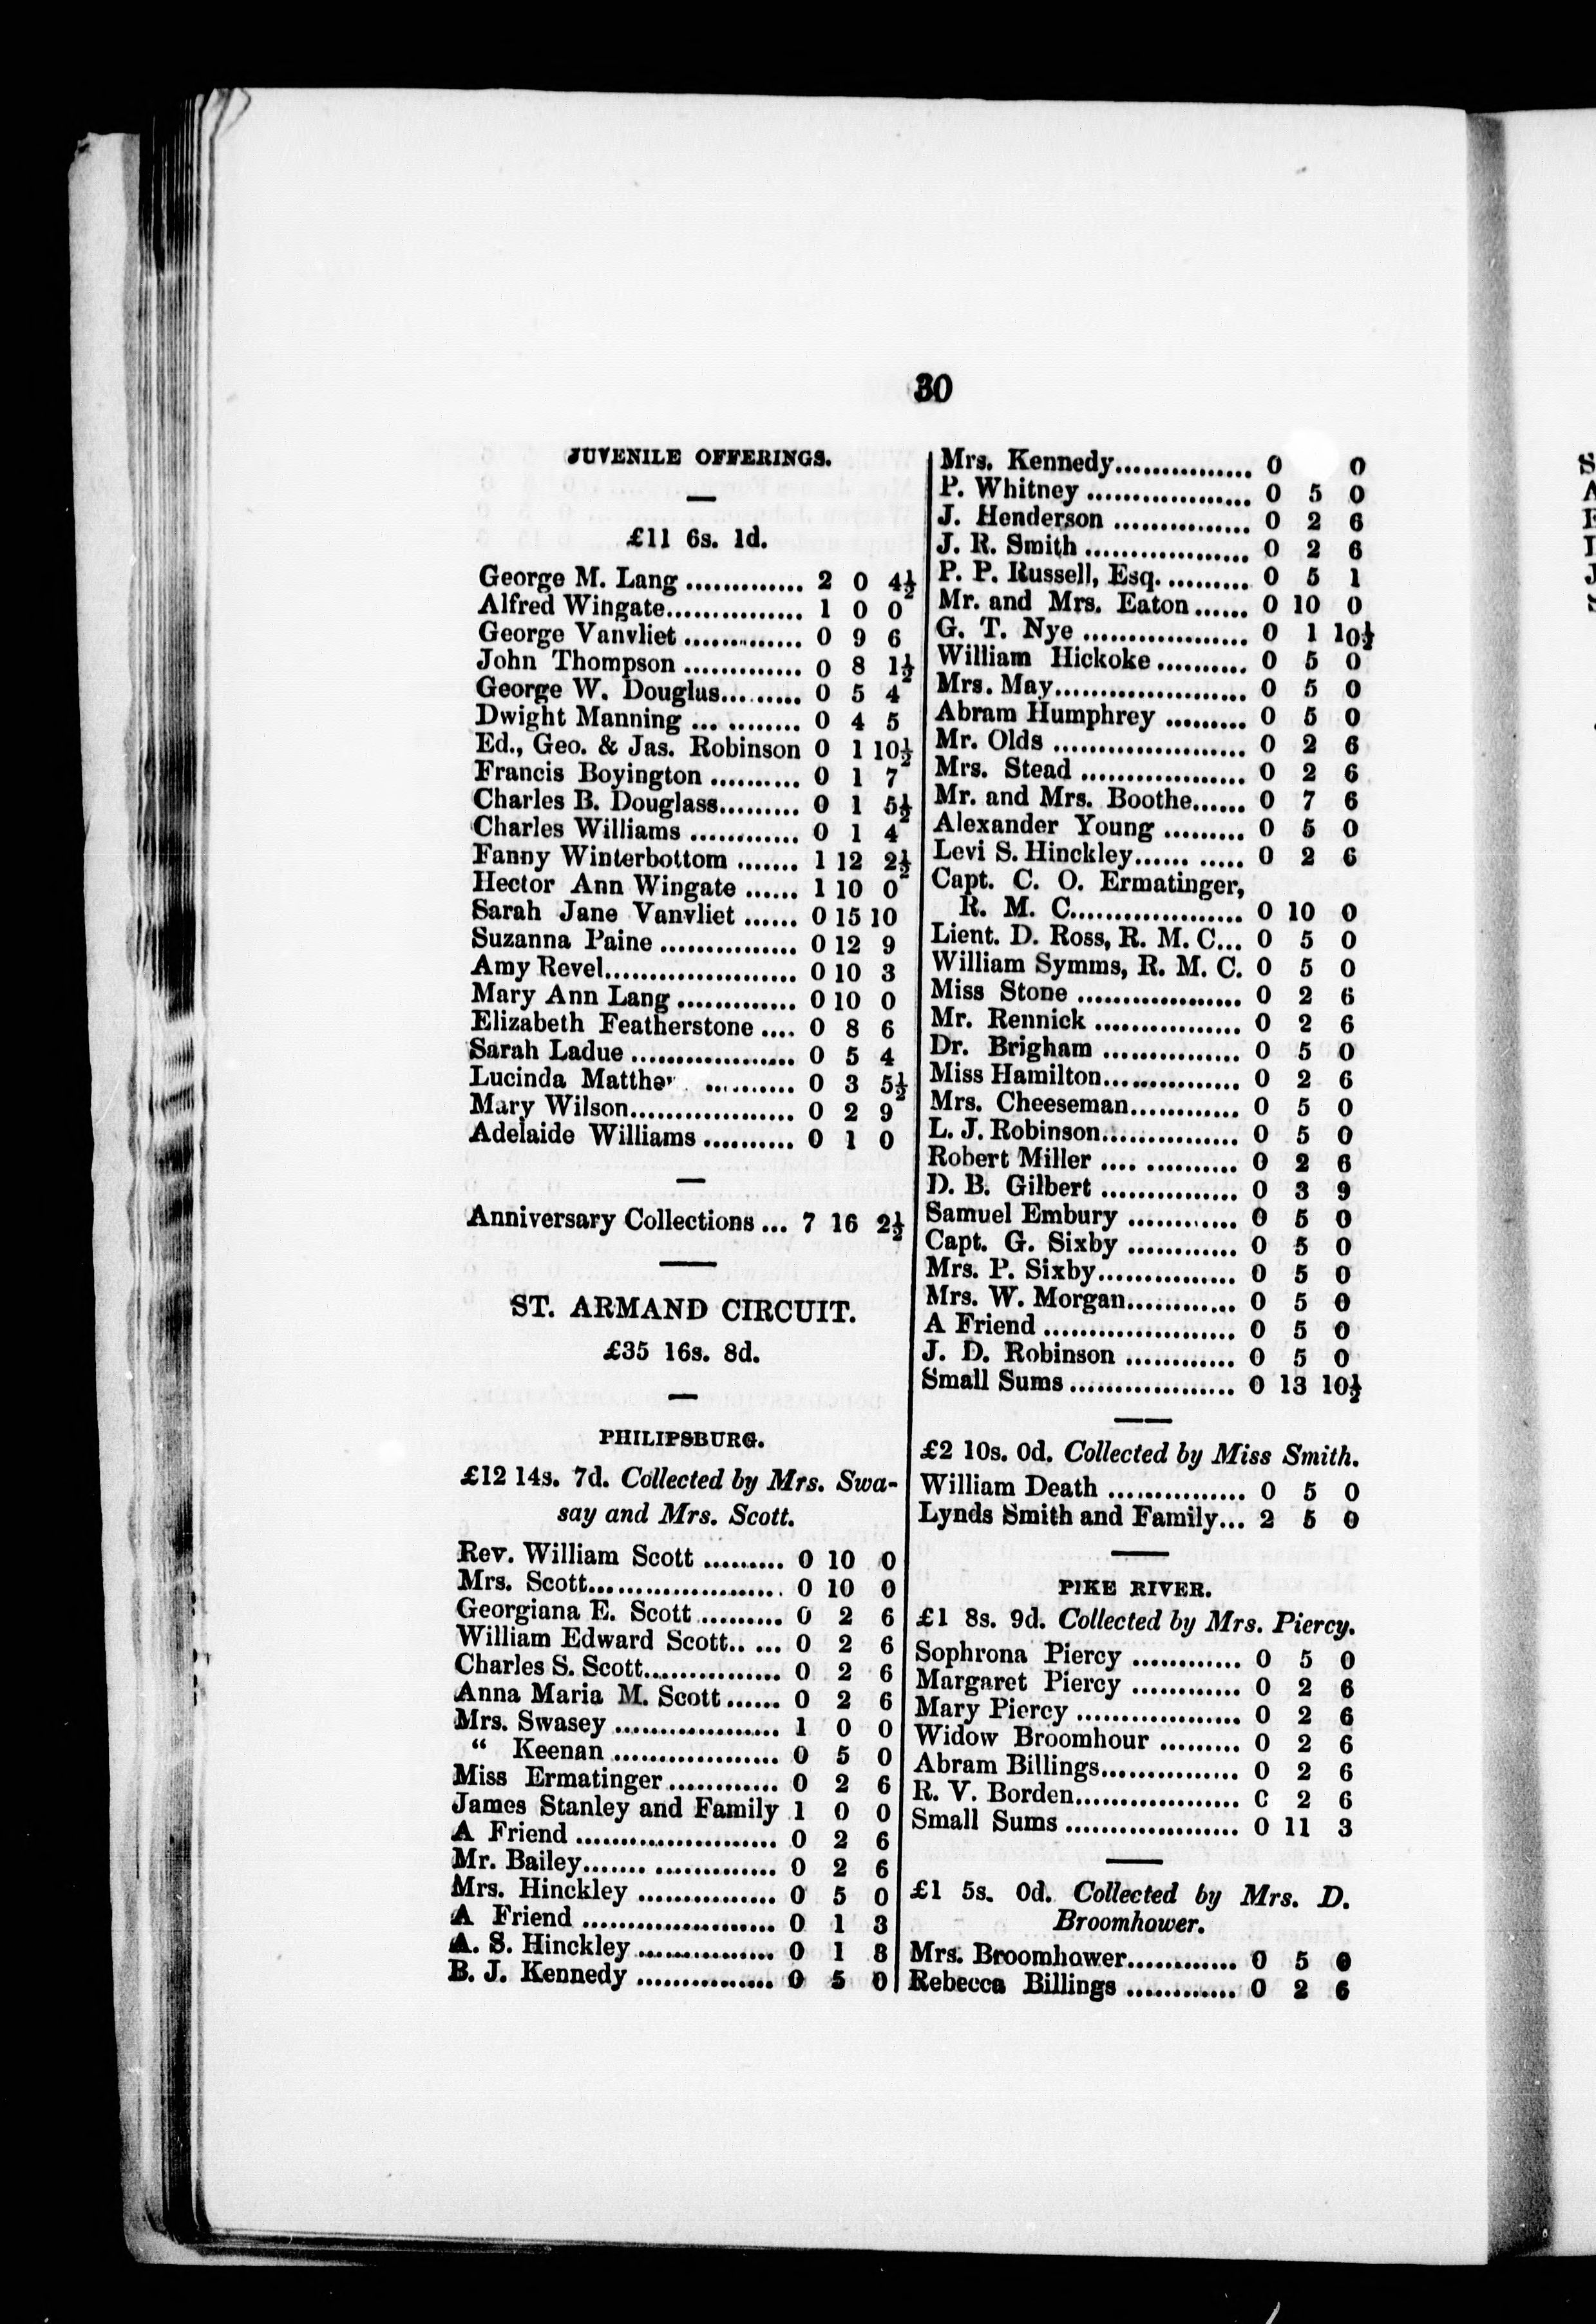 30
JUVENILE OFFERINGS.
£11 6s. 1d.
George M. Lang ............. 2 0 4½
Alfred Wingate............... 1 0 0
George Vanvliet ............. 0 9 6
John Thompson ............. 0 8 1½
George W. Douglas......... 0 5 4
Dwight Manning ... ........ 0 4 5
Ed., Geo. & Jas. Robinson 0 1 10½
Francis Boyington .......... 0 1 7
Charles B. Douglass......... 0 1 5½
Charles Williams ............ 0 1 4
Fanny Winterbottom ....... 1 12 2½
Hector Ann Wingate ...... 1 10 0
Sarah Jane Vanvliet ...... 0 15 10
Suzanna Paine ............... 0 12 9
Amy Revel..................... 0 10 3
Mary Ann Lang ............. 0 10 0
Elizabeth Featherstone .... 0 8 6
Sarah Ladue .................. 0 5 4
Lucinda .......... 0 3 5½
Mary Wilson.................. 0 2 9
Adelaide Williams .......... 0 1 0
Anniversary Collections ... 7 16 2½
ST. ARMAND CIRCUIT.
£35 16s. 8d.
PHILIPSBURG.
£12 14s. 7d. Collected by Mrs. Swa-
say and Mrs. Scott.
Rev. William Scott ......... 0 10 0
Mrs. Scott...................... 0 10 0
Georgiana E. Scott .......... 0 2 6
William Edward Scott.. ... 0 2 6
Charles S. Scott............... 0 2 6
Anna Maria M. Scott ...... 0 2 6
Mrs. Swasey .................. 1 0 0
“ Keenan .................. 0 5 0
Miss Ermatinger ............ 0 2 6
James Stanley and Family 1 0 0
A Friend ...................... 0 2 6
Mr. Bailey....... ............. 0 2 6
Mrs. Hinckley ............... 0 5 0
A Friend ..................... 0 1 3
A. S. Hinckley ............... 0 1 3
B. J. Kennedy ............... 0 5 0
Mrs. Kennedy............... 0 0
P. Whitney .................. 0 5 0
J. Henderson ............... 0 2 6
J. R. Smith .................. 0 2 6
P. P. Russell, Esq. ......... 0 5 1
Mr. and Mrs. Eaton ...... 0 10 0
G. T. Nye .................. 0 1 10½
William Hickoke .......... 0 5 0
Mrs. May..................... 0 5 0
Abram Humphrey ......... 0 5 0
Mr. Olds ..................... 0 2 6
Mrs. Stead .................. 0 2 6
Mr. and Mrs. Boothe...... 0 7 6
Alexander Young ......... 0 5 0
Levi S. Hinckley...... ..... 0 2 6
Capt. C. O. Ermatinger,
R. M. C................... 0 10 0
Lient. D. Ross, R. M. C... 0 5 0
William Symms, R. M. C. 0 5 0
Miss Stone .................. 0 2 6
Mr. Rennick ................ 0 2 6
Dr. Brigham ............... 0 5 0
Miss Hamilton............... 0 2 6
Mrs. Cheeseman............ 0 5 0
L. J. Robinson............... 0 5 0
Robert Miller .... .......... 0 2 6
D. B. Gilbert ............... 0 3 9
Samuel Embury ............ 0 5 0
Capt. G. Sixby ............ 0 5 0
Mrs. P. Sixby............... 0 5 0
Mrs. W. Morgan............ 0 5 0
A Friend ..................... 0 5 0
J. D. Robinson ............ 0 5 0
Small Sums .................. 0 13 10½
£2 10s. 0d. Collected by Miss Smith.
William Death ............... 0 5 0
Lynds Smith and Family... 2 5 0
PIKE RIVER.
£1 8s. 9d. Collected by Mrs. Piercy.
Sophrona Piercy ............ 0 5 0
Margaret Piercy ............ 0 2 6
Mary Piercy .................. 0 2 6
Widow Broomhour ......... 0 2 6
Abram Billings............... 0 2 6
R. V. Borden.................. 0 2 6
Small Sums ................... 0 11 3
£1 5s. 0d. Collected by Mrs. D.
Broomhower.
Mrs. Broomhower............ 0 5 0
Rebecca Billings ............ 0 2 6